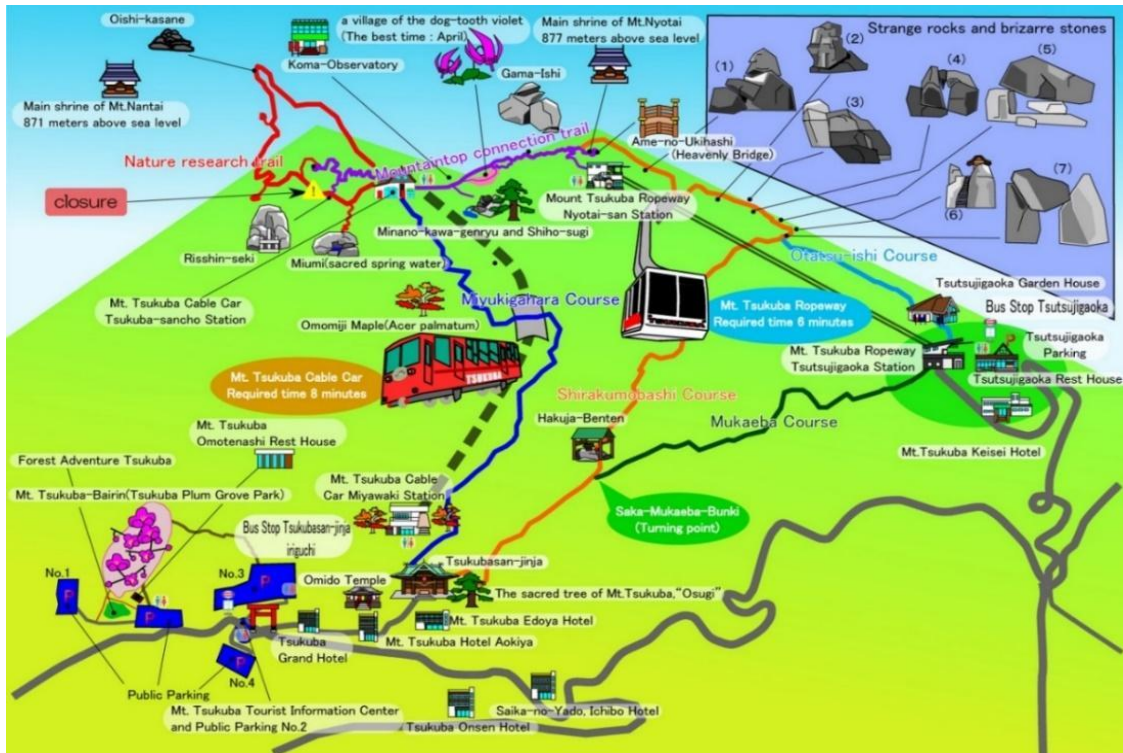 Oishi-kasane
Main shrine of Mt.Nantai
871 meters above sea level
Koma-Observatory
a village of the dog-tooth violet
(The best time : April)
Gama-Ishi
Main shrine of Mt.Nyotai
877 meters above sea level
Strange rocks and brizarre stones
(1)
(2)
(3)
(4)
(5)
(6)
(7)
Ame-no-Ukihashi
(Heavenly Bridge)
Nature research trail
Mountaintop connection trail
closure
!
Risshin-seki
Miumi(sacred spring water)
Minano-kawa-genryu and Shiho-sugi
Mount Tsukuba Ropeway
Nyotai-san Station
Otatsu-ishi Course
Tsutsujigaoka Garden House
Bus Stop Tsutsujigaoka
Tsutsujigaoka
Parking
Mt. Tsukuba Cable Car
Tsukuba-sancho Station
Omomiji Maple(Acer palmatum)
Miyukigahara Course
Mt. Tsukuba Ropeway
Required time 6 minutes
Mt. Tsukuba Ropeway
Tsutsujigaoka Station
Tsutsujigaoka Rest House
Mt. Tsukuba Cable Car
Required time 8 minutes
TSUKUBA
Shirakumobashi Course
Hakuja-Benten
Mukaeba Course
Mt.Tsukuba Keisei Hotel
Mt. Tsukuba
Omotenashi Rest House
Forest Adventure Tsukuba
Mt. Tsukuba-Bairin(Tsukuba Plum Grove Park)
Mt. Tsukuba Cable
Car Miyawaki Station
Saka-Mukaeba-Bunki
(Turning point)
Bus Stop Tsukubasan-jinja
iriguchi
Tsukubasan-jinja
No.1
P
No.3
P
P
Omido Temple
The sacred tree of Mt.Tsukuba,"Osugi"
Mt. Tsukuba Edoya Hotel
Mt. Tsukuba Hotel Aokiya
Tsukuba
Grand Hotel
P
No.4
Public Parking
Mt. Tsukuba Tourist Information Center
and Public Parking No.2
Saika-no-Yado, Ichibo Hotel
Tsukuba Onsen Hotel